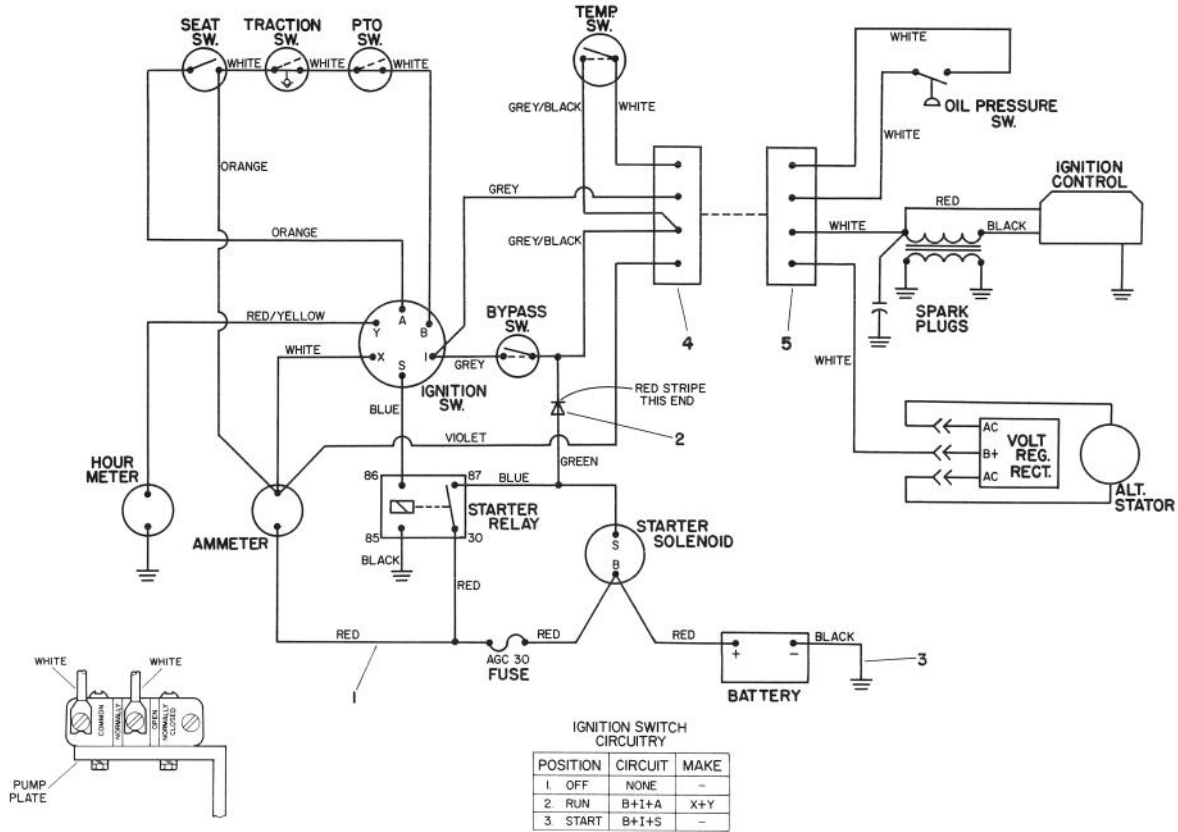 SEAT
SW.
TRACTION
SW.
PTO
SW.
TEMP
SW.
WHITE
WHITE
WHITE
WHITE
OIL PRESSURE
SW.
GREY/BLACK
WHITE
WHITE
ORANGE
IGNITION
CONTROL
GREY
RED
ORANGE
GREY/BLACK
WHITE
BLACK
RED/YELLOW
A
Y
B
BYPASS
SW.
4
5
SPARK
PLUGS
WHITE
X
I
S
GREY
IGNITION
SW.
WHITE
BLUE
RED STRIPE
THIS END
VIOLET
2
AC
B+
AC
VOLT
REG.
RECT.
HOUR
METER
GREEN
86
87
BLUE
ALT.
STATOR
STARTER
RELAY
STARTER
SOLENOID
AMMETER
85
30
S
B
BLACK
RED
RED
RED
RED
BLACK
AGC 30
FUSE
+
-
3
1
BATTERY
WHITE
WHITE
COMMON
NORMALLY
OPEN
NORMALLY
CLOSED
PUMP
PLATE
IGNITION SWITCH
CIRCUITRY
POSITION CIRCUIT MAKE
1. OFF NONE -
2. RUN B+I+A X+Y
3. START B+I+S -